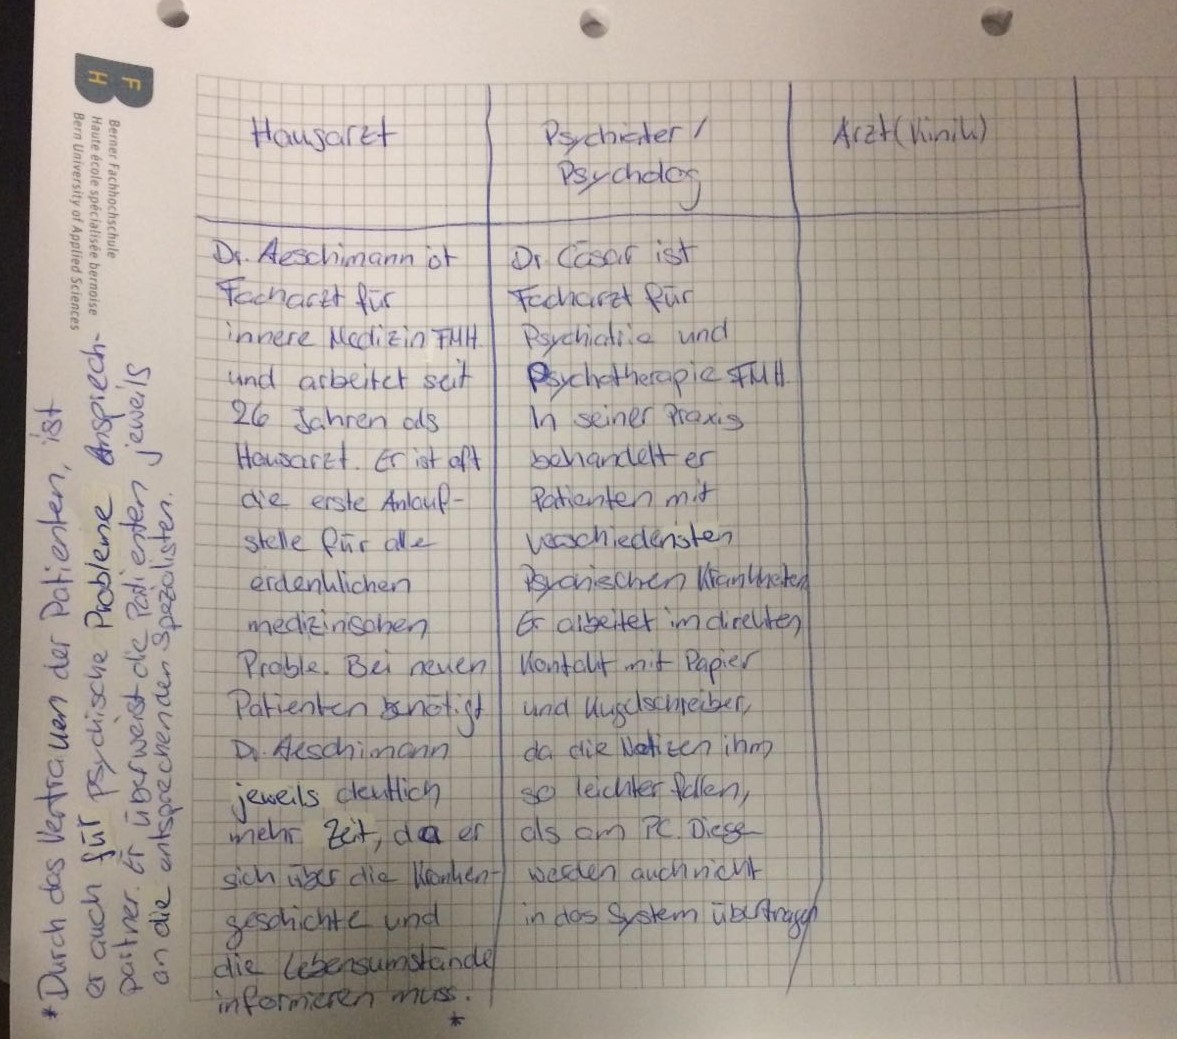 Hausarzt
Psychiater /
Psycholog
Arzt (Klinik)
Dr. Aeschimann ist
Facharzt für
innere Medizin FMH
und arbeitet seit
26 Jahren als
Hausarzt. Er ist oft
die erste Anlauf-
stelle für alle
erdenklichen
medizinischen
Proble. Bei neuen
Patienten benötigt
Dr. Aeschimann
jeweils deutlich
mehr Zeit, da er
sich über die Kranken-
geschichte und
die Lebensumstände
informieren muss.
*
Dr. Cäsar ist
Facharzt für
Psychiatrie und
Psychotherapie FMH.
In seiner Praxis
behandelt er
Patienten mit
verschiedensten
Psychischen Krankheiten
Er arbeitet im direkten
Kontakt mit Papier
und Kugelschreiber,
da die Notizen ihm
so leichter fallen,
als am PC. Diese
werden auch nicht
in das System übertragen
* Durch das Vertrauen der Patienten, ist
er auch für psychische Probleme Ansprech-
partner. Er überweist die Patienten jeweils
an die entsprechenden Spezialisten.
F
B
H
Berner Fachhochschule
Haute école spécialisée bernoise
Bern University of Applied Sciences